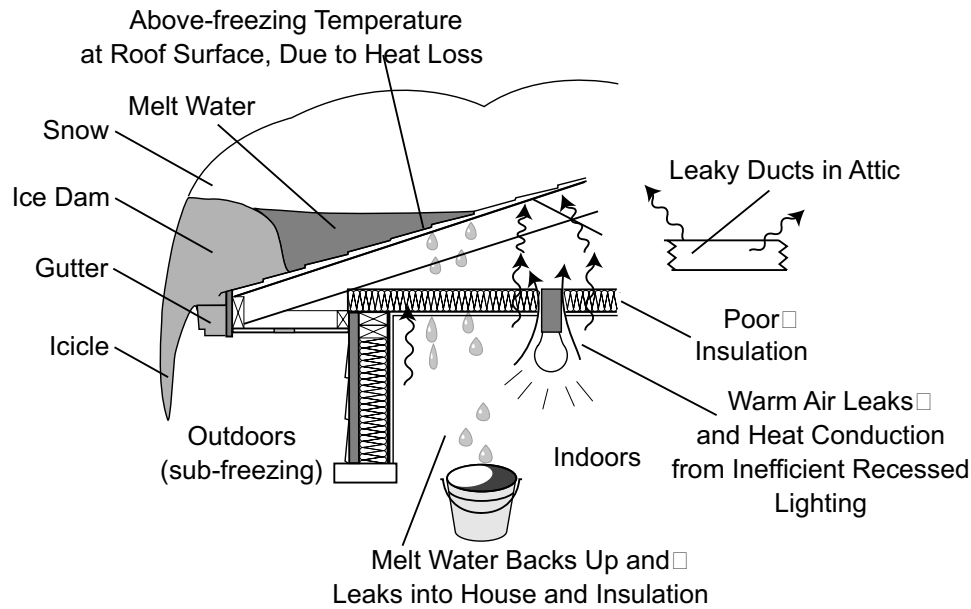 Above-freezing Temperature
at Roof Surface, Due to Heat Loss
Melt Water
Snow
Ice Dam
Gutter
Icicle
Leaky Ducts in Attic
Poor□
Insulation
Warm Air Leaks□
and Heat Conduction
from Inefficient Recessed
Lighting
Outdoors
(sub-freezing)
Indoors
Melt Water Backs Up and□
Leaks into House and Insulation